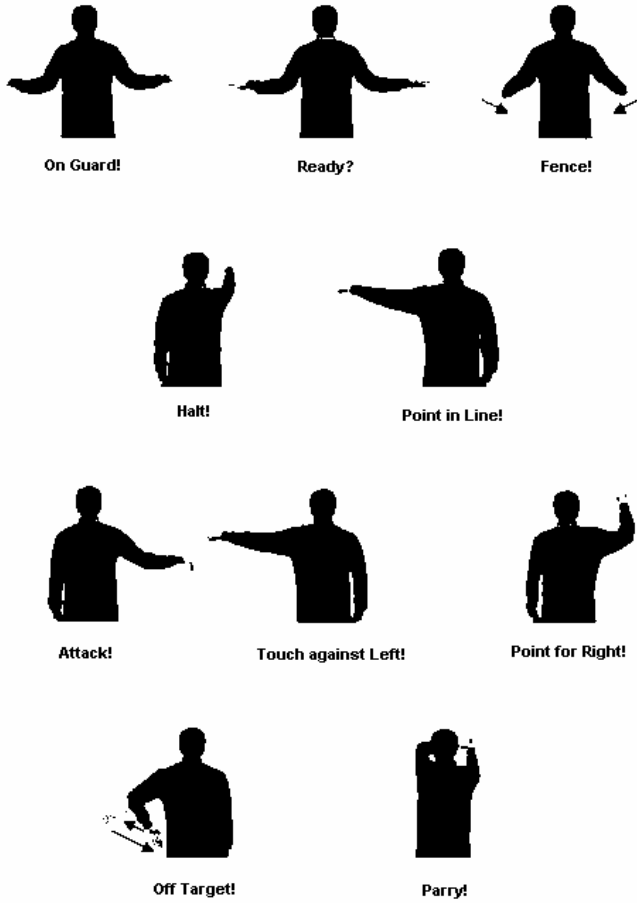 On Guard!
Ready?
Fence!
Halt!
Point in Line!
Attack!
Touch against Left!
Point for Right!
Off Target!
Parry!